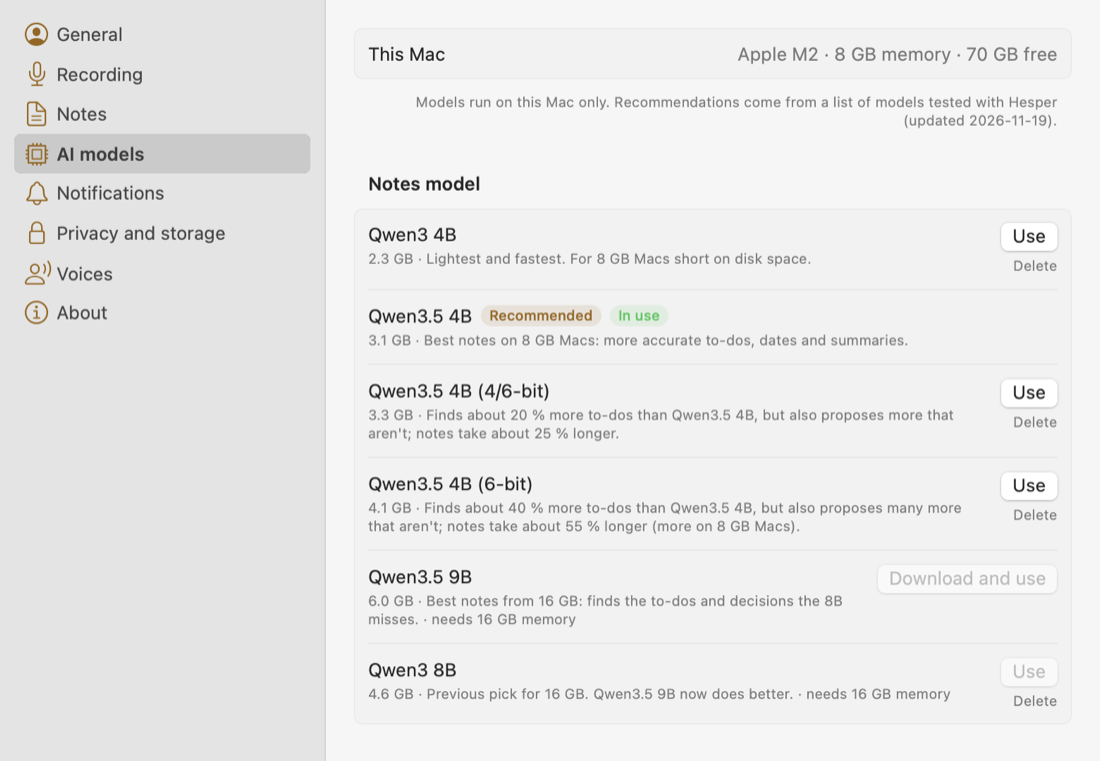 General
Recording
Notes
AI models
Notifications
Privacy and storage
Voices
About
This Mac
Apple M2 · 8 GB memory · 70 GB free
Models run on this Mac only. Recommendations come from a list of models tested with Hesper
(updated 2026-11-19).
Notes model
Qwen3 4B
Use
2.3 GB · Lightest and fastest. For 8 GB Macs short on disk space.
Delete
Qwen3.5 4B Recommended In use
3.1 GB · Best notes on 8 GB Macs: more accurate to-dos, dates and summaries.
Qwen3.5 4B (4/6-bit)
Use
3.3 GB · Finds about 20 % more to-dos than Qwen3.5 4B, but also proposes more that
aren't; notes take about 25 % longer.
Delete
Qwen3.5 4B (6-bit)
Use
4.1 GB · Finds about 40 % more to-dos than Qwen3.5 4B, but also proposes many more
that aren't; notes take about 55 % longer (more on 8 GB Macs).
Delete
Qwen3.5 9B
Download and use
6.0 GB · Best notes from 16 GB: finds the to-dos and decisions the 8B
misses. · needs 16 GB memory
Qwen3 8B
Use
4.6 GB · Previous pick for 16 GB. Qwen3.5 9B now does better. · needs 16 GB memory
Delete